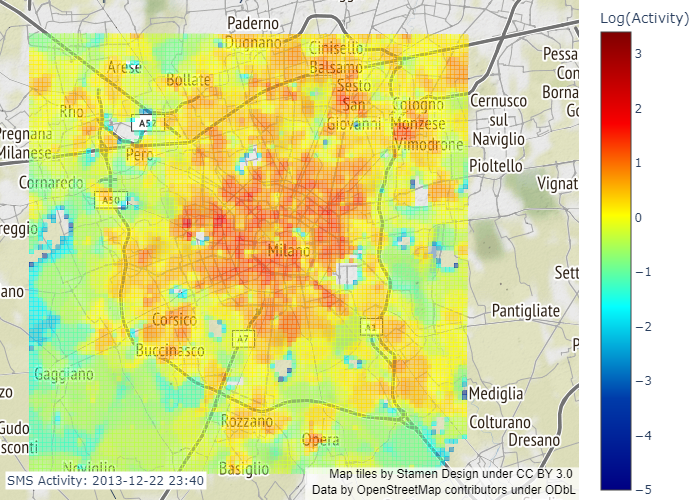 Log(Activity)
Paderno
Dugnano
Cinisello
Balsamo
Arese
Bollate
Sesto
San
Giovanni
Rho
A52
Cologno
Monzese
Vimodrone
Cernusco
sul
Naviglio
Pessa
Con
Borna
Go
Pregnana
Milanese
Pero
Pioltello
Cornaredo
A50
Vignat
reggio
Milano
Sett
ano
Pantigliate
Corsico
A1
A7
Buccinasco
P
Gaggiano
zo
Mediglia
Rozzano
Colturano
Gudo
sconti
Opera
Dresano
Noviglio
Basiglio
SMS Activity: 2013-12-22 23:40
Map tiles by Stamen Design under CC BY 3.0
Data by OpenStreetMap contributors under ODbL
3
2
1
0
−1
−2
−3
−4
−5